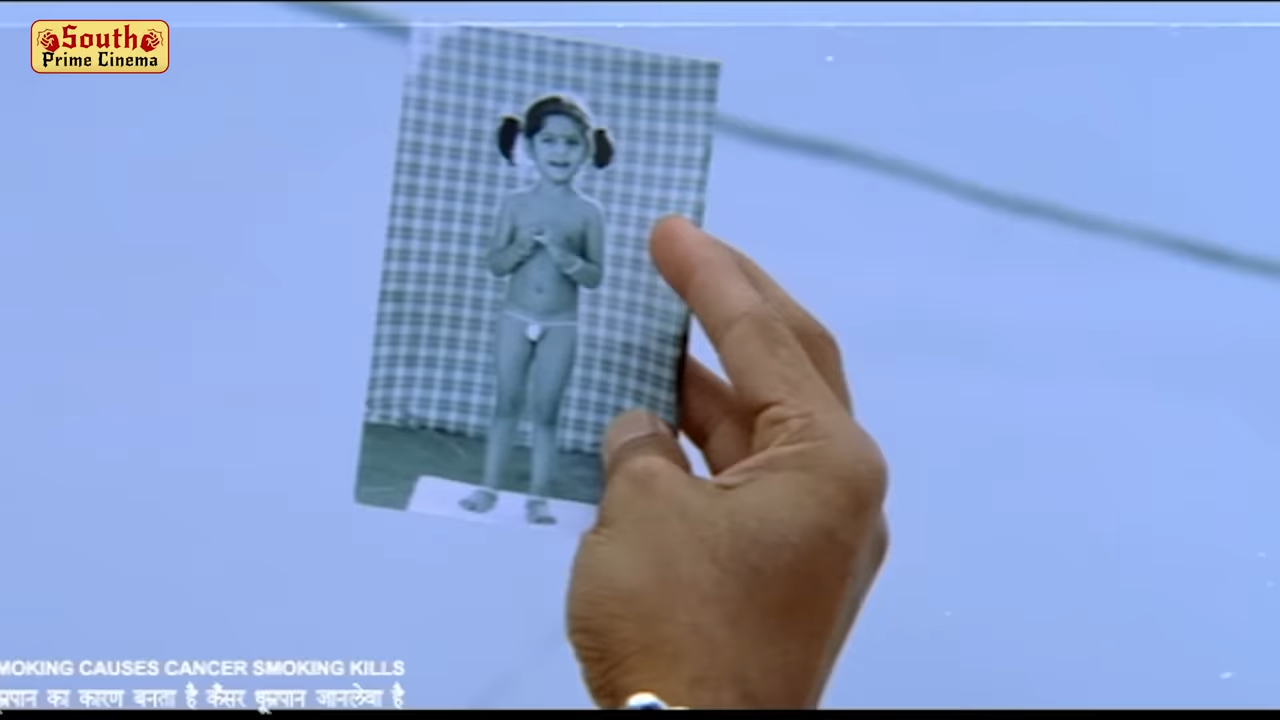 South
Prime Cinema
MOKING CAUSES CANCER SMOKING KILLS
का कारण बनता है कैंसर धूम्रपान जानलेवा है